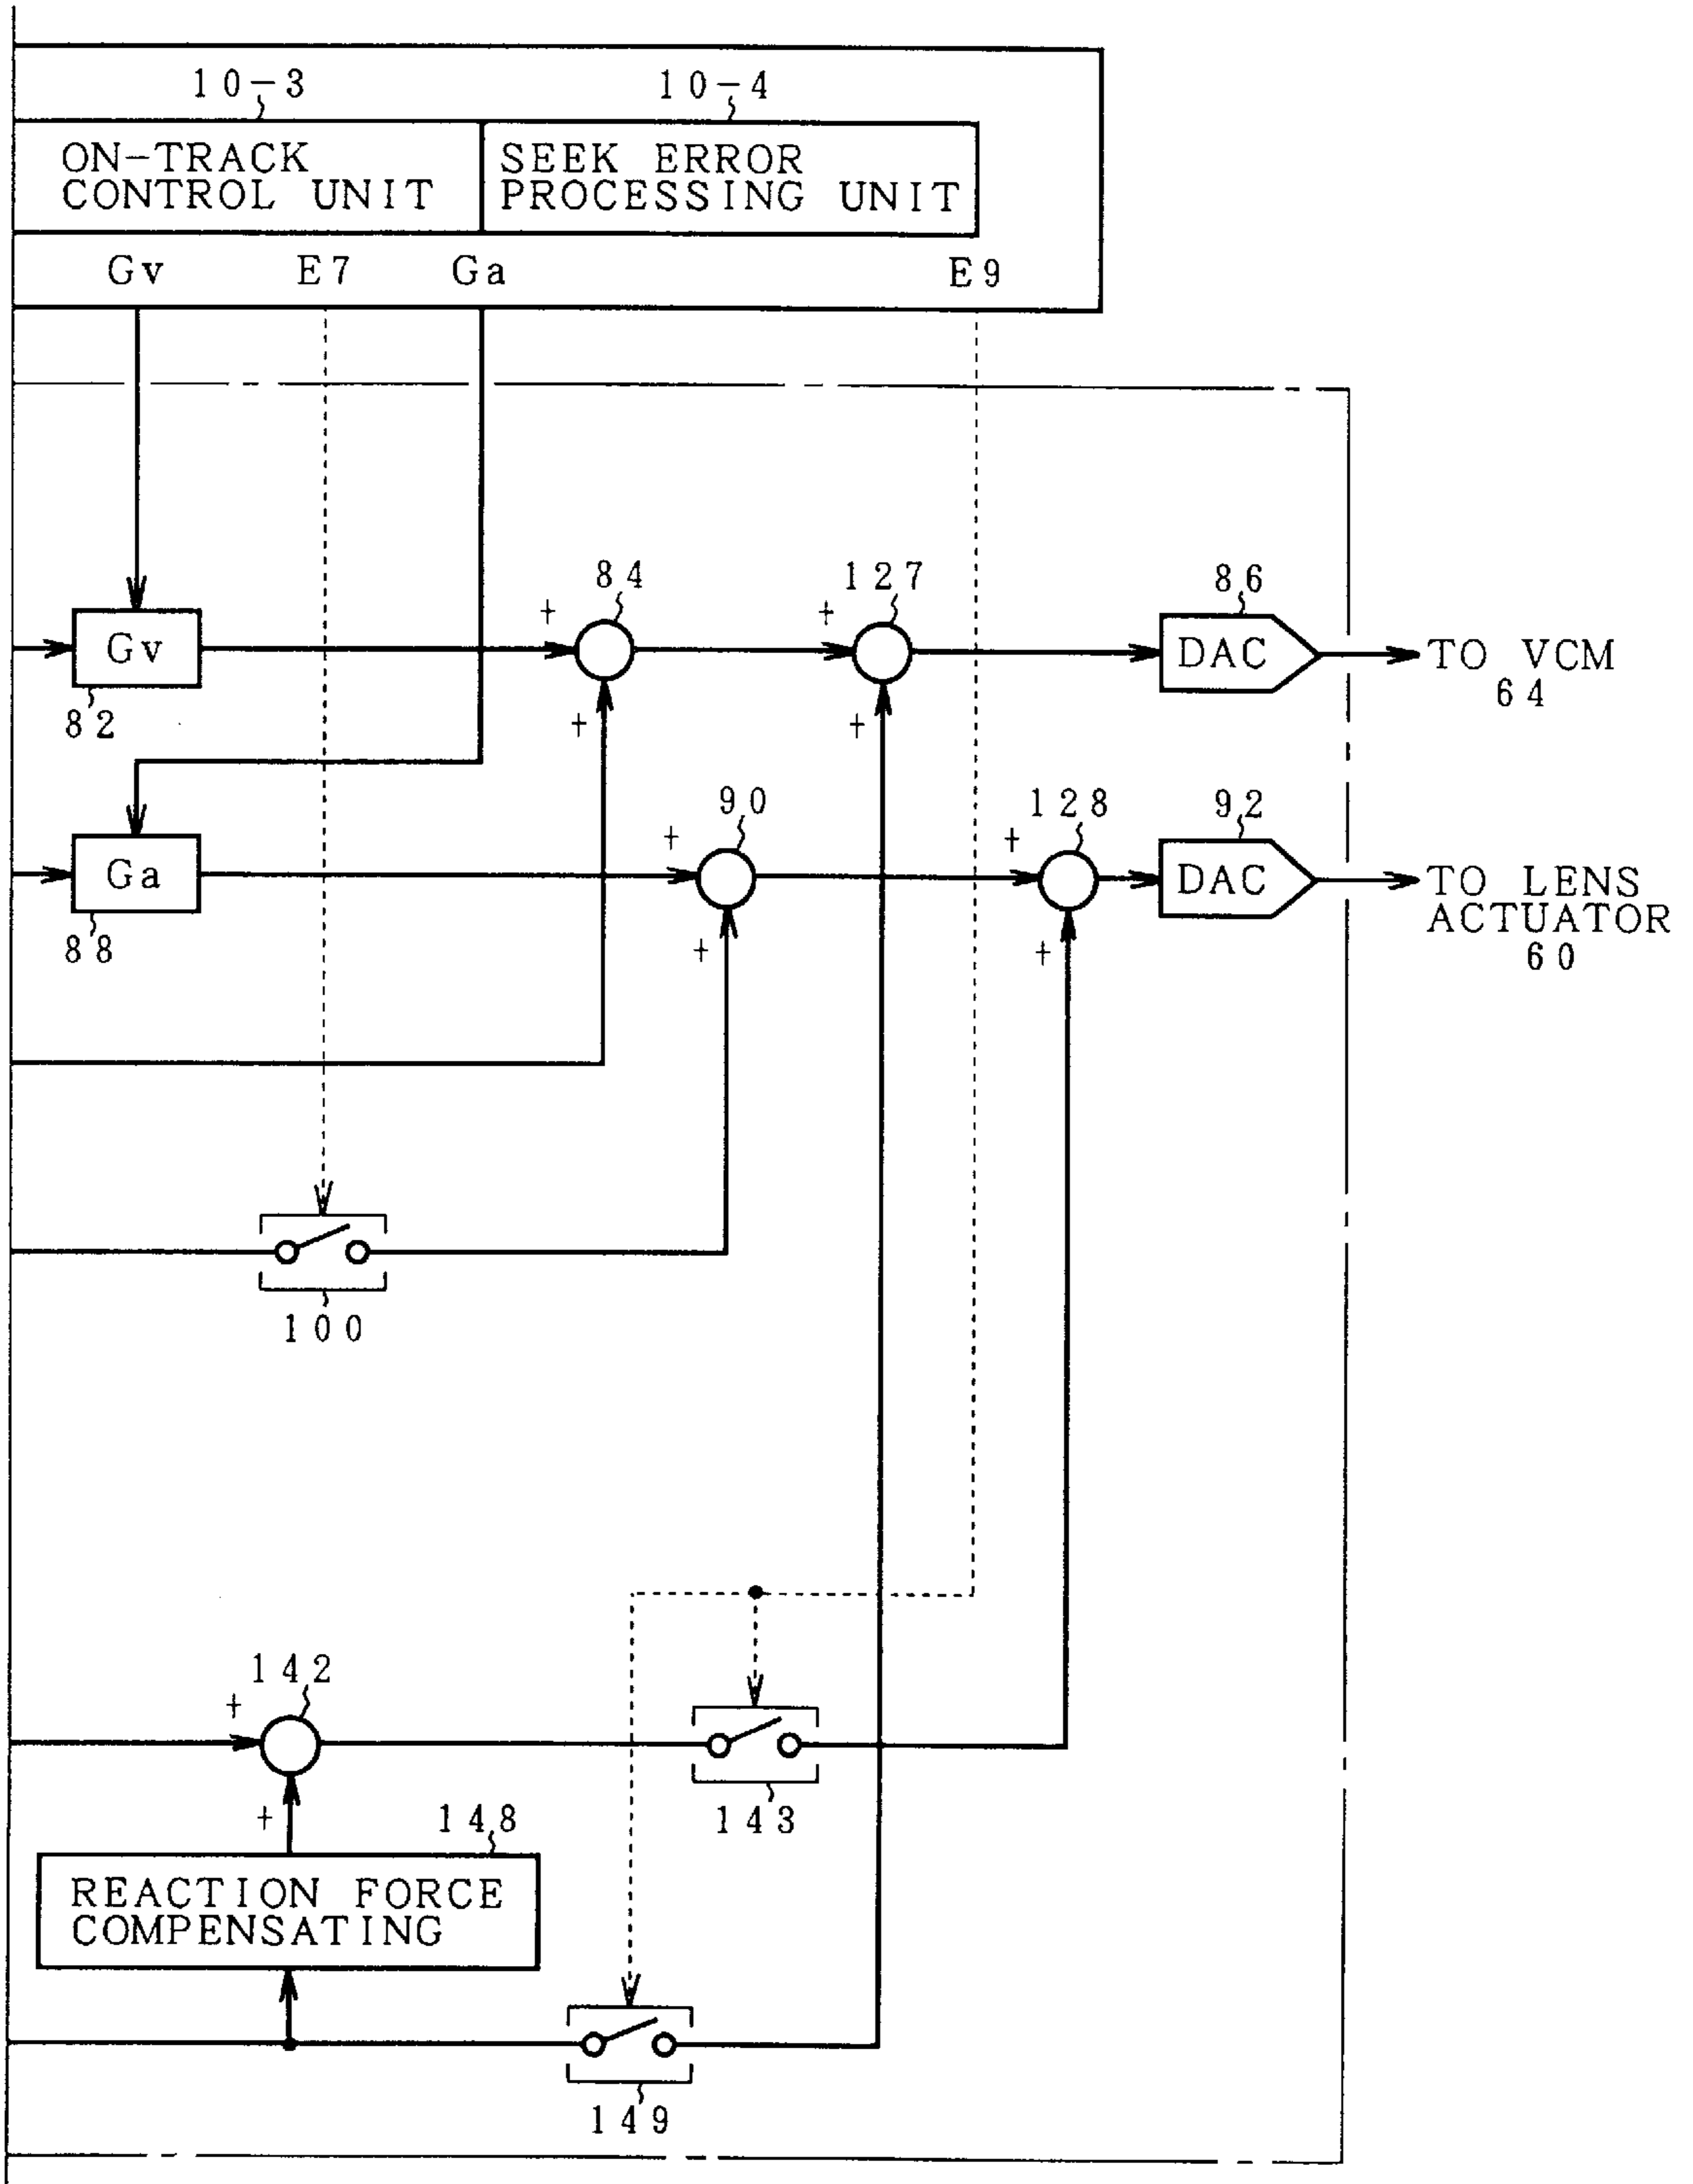 10-3 10-4
ON-TRACK
CONTROL UNIT
SEEK ERROR
PROCESSING UNIT
Gv E7 Ga E9
84 127 86
+ +
Gv DAC TO VCM
64
82 + +
90 128 92
+ +
Ga DAC TO LENS
ACTUATOR
60
88 + +
100
142
+
143
+ 148
REACTION FORCE
COMPENSATING
149